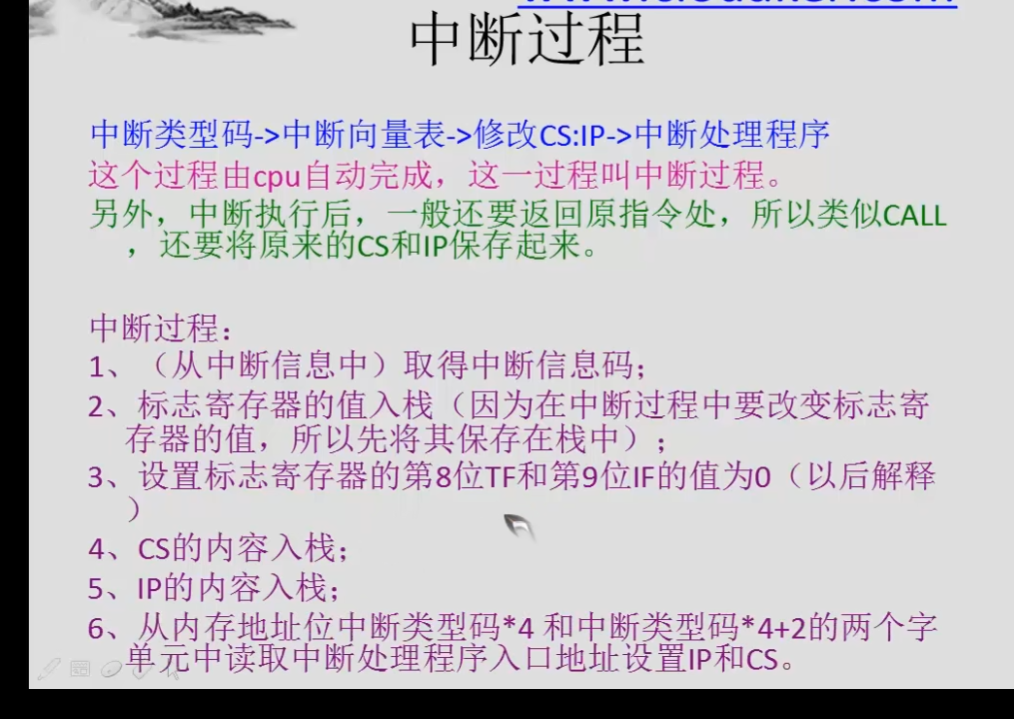 中断过程
中断类型码->中断向量表->修改CS:IP->中断处理程序
这个过程由cpu自动完成，这一过程叫中断过程。
另外，中断执行后，一般还要返回原指令处，所以类似CALL
，还要将原来的CS和IP保存起来。
中断过程：
1、（从中断信息中）取得中断信息码；
2、标志寄存器的值入栈（因为在中断过程中要改变标志寄
存器的值，所以先将其保存在栈中）；
3、设置标志寄存器的第8位TF和第9位IF的值为0（以后解释
）
4、CS的内容入栈；
5、IP的内容入栈；
6、从内存地址位中断类型码*4 和中断类型码*4+2的两个字
单元中读取中断处理程序入口地址设置IP和CS。